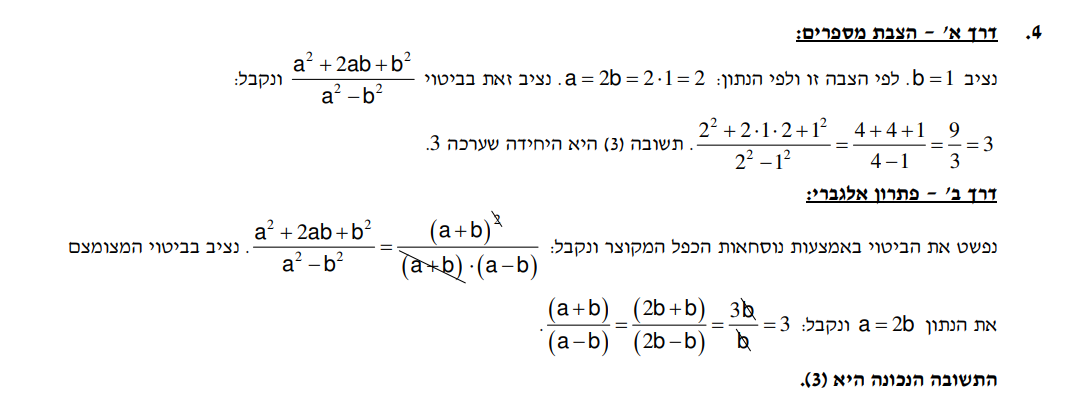 4. דרך א' – הצבת מספרים:
נציב b = 1. לפי הצבה זו ולפי הנתון: a = 2b = 2·1 = 2. נציב זאת בביטוי (a² + 2ab + b²)/(a² − b²) ונקבל:
(2² + 2·1·2 + 1²)/(2² − 1²) = (4 + 4 + 1)/(4 − 1) = 9/3 = 3. תשובה (3) היא היחידה שערכה 3.
דרך ב' – פתרון אלגברי:
נפשט את הביטוי באמצעות נוסחאות הכפל המקוצר ונקבל: (a² + 2ab + b²)/(a² − b²) = (a + b)²/((a + b)·(a − b)). נציב בביטוי המצומצם
את הנתון a = 2b ונקבל: (a + b)/(a − b) = (2b + b)/(2b − b) = 3b/b = 3.
התשובה הנכונה היא (3).